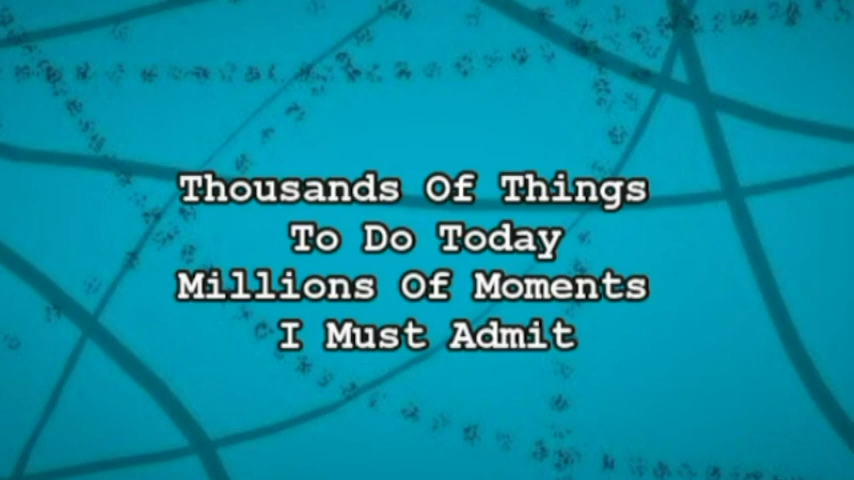 Thousands Of Things
To Do Today
Millions Of Moments
I Must Admit